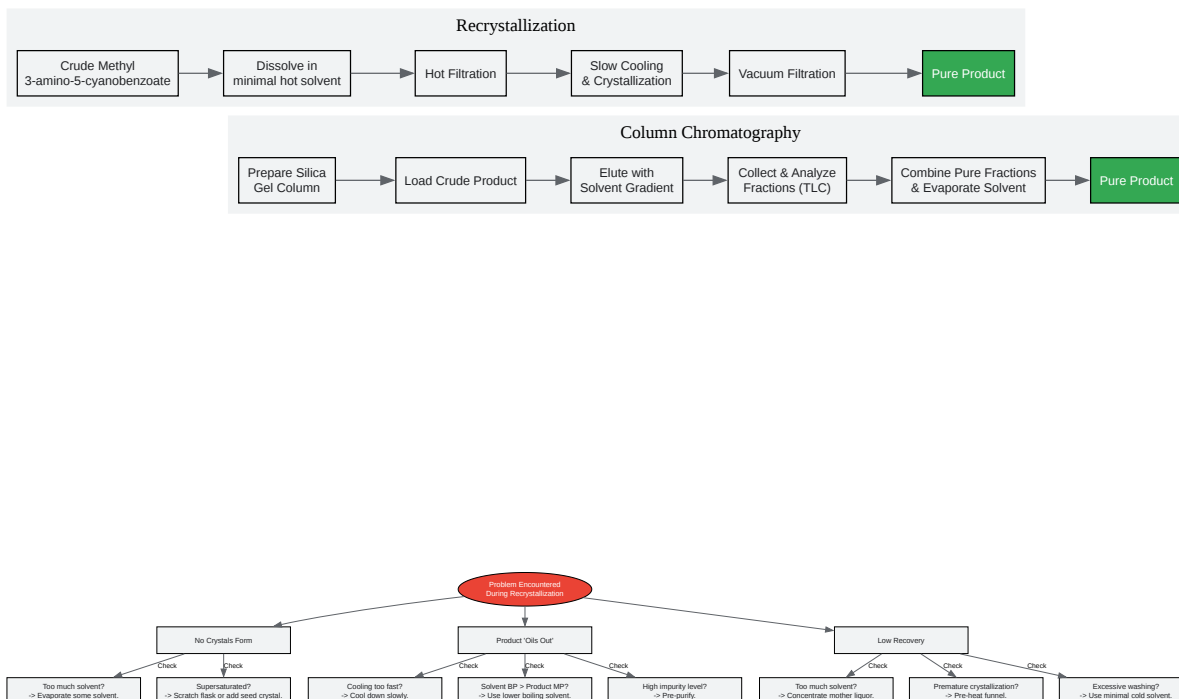 Recrystallization
Crude Methyl
3-amino-5-cyanobenzoate
Dissolve in
minimal hot solvent
Hot Filtration
Slow Cooling
& Crystallization
Vacuum Filtration
Pure Product
Column Chromatography
Prepare Silica
Gel Column
Load Crude Product
Elute with
Solvent Gradient
Collect & Analyze
Fractions (TLC)
Combine Pure Fractions
& Evaporate Solvent
Pure Product
Problem Encountered
During Recrystallization
No Crystals Form
Product 'Oils Out'
Low Recovery
Check
Check
Check
Check
Check
Check
Check
Check
Too much solvent?
-> Evaporate some solvent.
Supersaturated?
-> Scratch flask or add seed crystal.
Cooling too fast?
-> Cool down slowly.
Solvent BP > Product MP?
-> Use lower boiling solvent.
High impurity level?
-> Pre-purify.
Too much solvent?
-> Concentrate mother liquor.
Premature crystallization?
-> Pre-heat funnel.
Excessive washing?
-> Use minimal cold solvent.